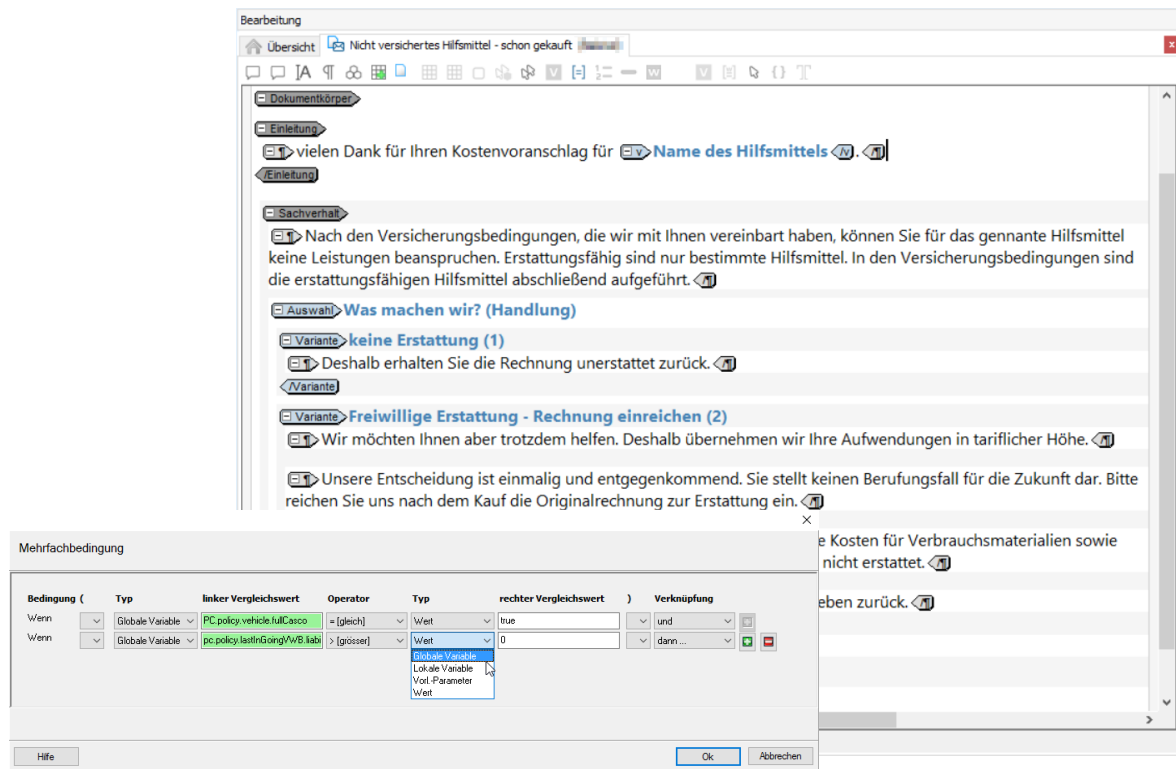 Bearbeitung
Übersicht
Nicht versichertes Hilfsmittel - schon gekauft
Dokumentkörper
Einleitung
¶ vielen Dank für Ihren Kostenvoranschlag für v Name des Hilfsmittels /v . /¶
/Einleitung
Sachverhalt
¶ Nach den Versicherungsbedingungen, die wir mit Ihnen vereinbart haben, können Sie für das gennante Hilfsmittel
keine Leistungen beanspruchen. Erstattungsfähig sind nur bestimmte Hilfsmittel. In den Versicherungsbedingungen sind
die erstattungsfähigen Hilfsmittel abschließend aufgeführt. /¶
Auswahl Was machen wir? (Handlung)
Variante keine Erstattung (1)
¶ Deshalb erhalten Sie die Rechnung unerstattet zurück. /¶
/Variante
Variante Freiwillige Erstattung - Rechnung einreichen (2)
¶ Wir möchten Ihnen aber trotzdem helfen. Deshalb übernehmen wir Ihre Aufwendungen in tariflicher Höhe. /¶
¶ Unsere Entscheidung ist einmalig und entgegenkommend. Sie stellt keinen Berufungsfall für die Zukunft dar. Bitte
reichen Sie uns nach dem Kauf die Originalrechnung zur Erstattung ein. /¶
e Kosten für Verbrauchsmaterialien sowie
nicht erstattet. /¶
eben zurück. /¶
Mehrfachbedingung
Bedingung ( Typ linker Vergleichswert Operator Typ rechter Vergleichswert ) Verknüpfung
Wenn Globale Variable PC.policy.vehicle.fullCasco = [gleich] Wert true und
Wenn Globale Variable pc.policy.lastInGoingVWB.liabi > [grösser] Wert 0 dann ...
Globale Variable
Lokale Variable
Vorl.-Parameter
Wert
Hilfe
Ok
Abbrechen